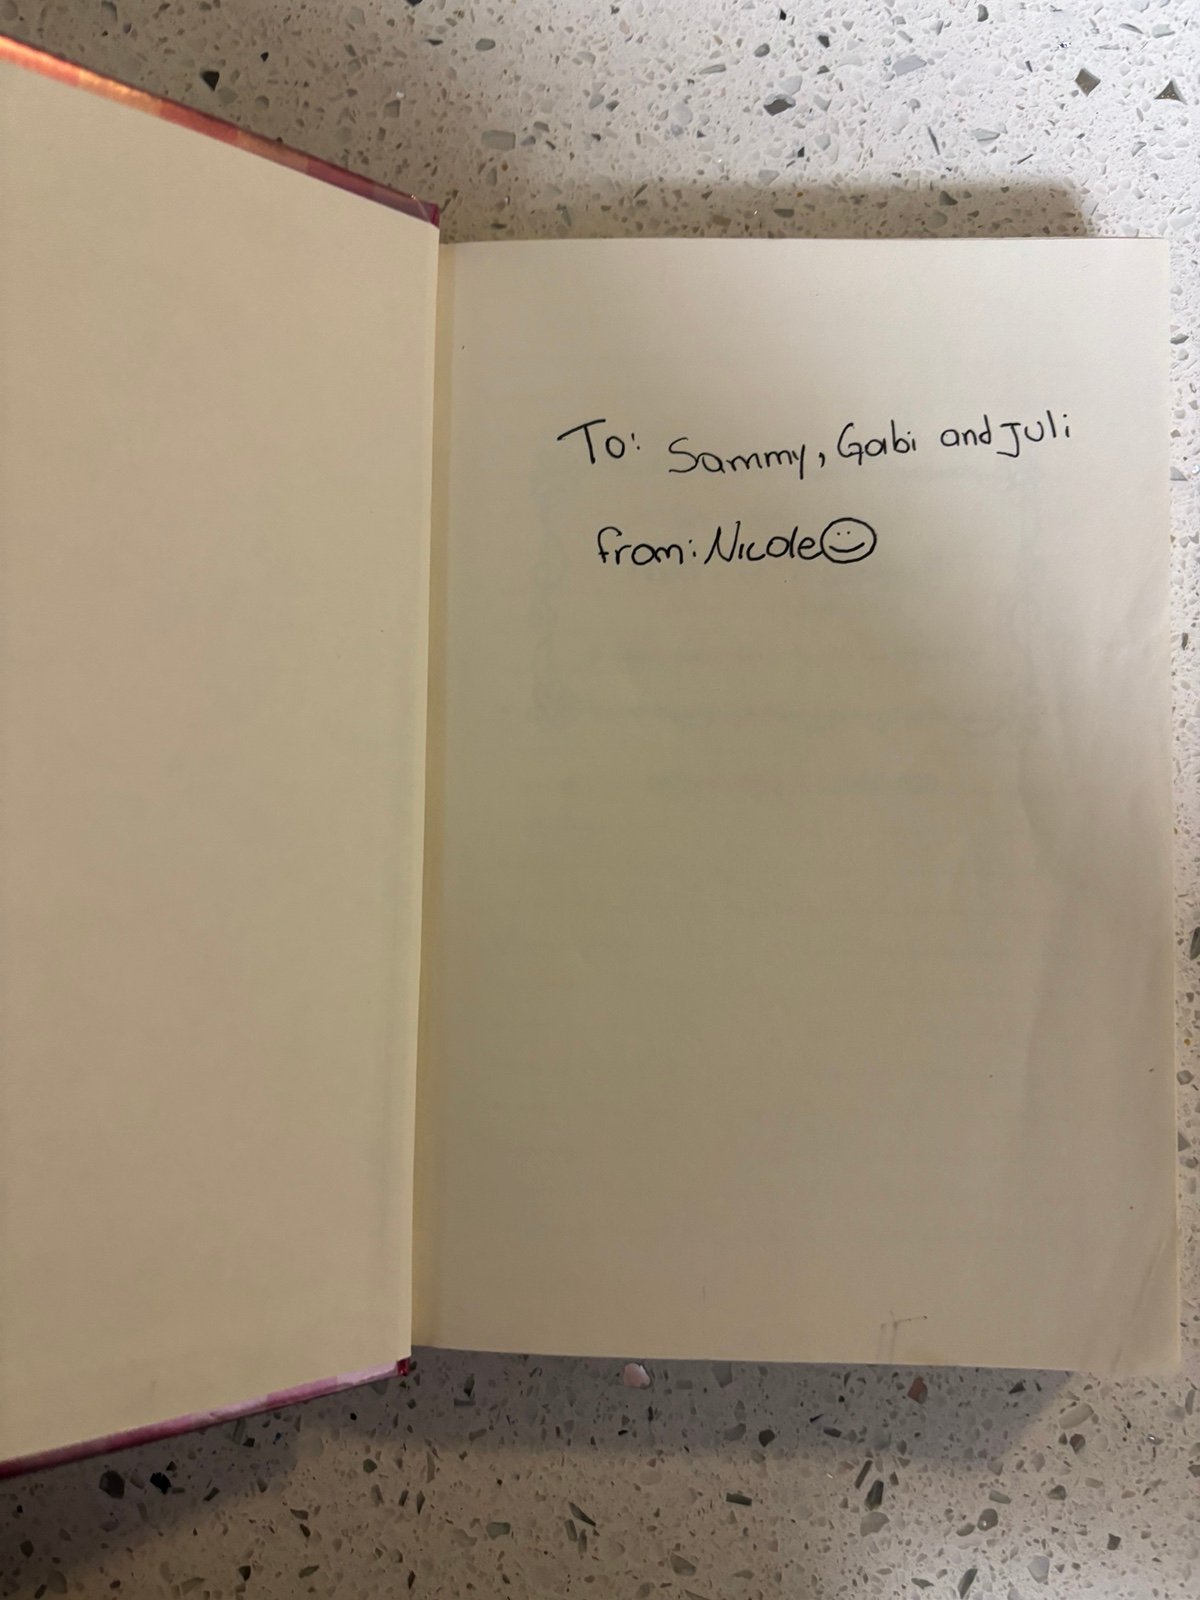 To: Sammy, Gabi and Juli
from: Nicole